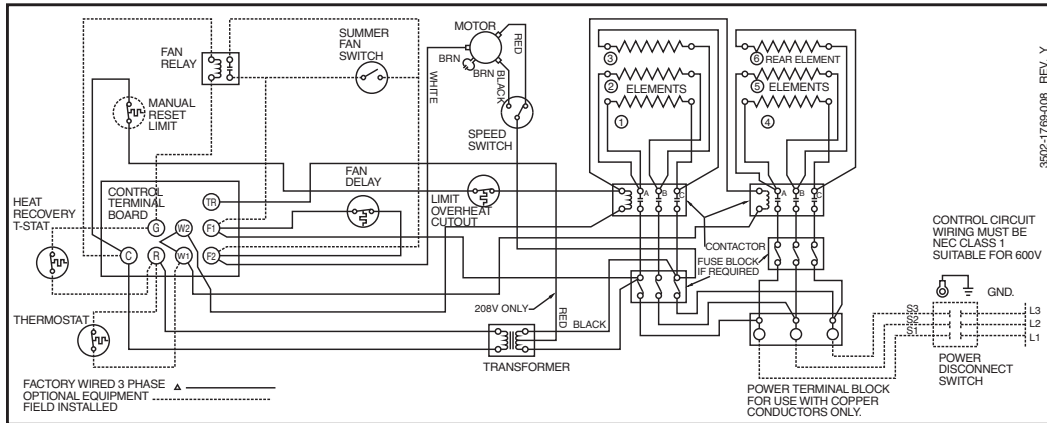 FAN
RELAY
SUMMER
FAN
SWITCH
MOTOR
BRN
BRN
RED
BLACK
WHITE
SPEED
SWITCH
MANUAL
RESET
LIMIT
3
2
ELEMENTS
1
6 REAR ELEMENT
5
ELEMENTS
4
3502-1769-008 REV. Y
HEAT
RECOVERY
T-STAT
CONTROL
TERMINAL
BOARD
TR
G
W2
F1
C
R
W1
F2
FAN
DELAY
LIMIT
OVERHEAT
CUTOUT
A
B
C
A
B
C
CONTACTOR
FUSE BLOCK
IF REQUIRED
CONTROL CIRCUIT
WIRING MUST BE
NEC CLASS 1
SUITABLE FOR 600V
GND.
THERMOSTAT
208V ONLY
RED
BLACK
TRANSFORMER
S3
S2
S1
L3
L2
L1
POWER
DISCONNECT
SWITCH
POWER TERMINAL BLOCK
FOR USE WITH COPPER
CONDUCTORS ONLY.
FACTORY WIRED 3 PHASE Δ
OPTIONAL EQUIPMENT
FIELD INSTALLED